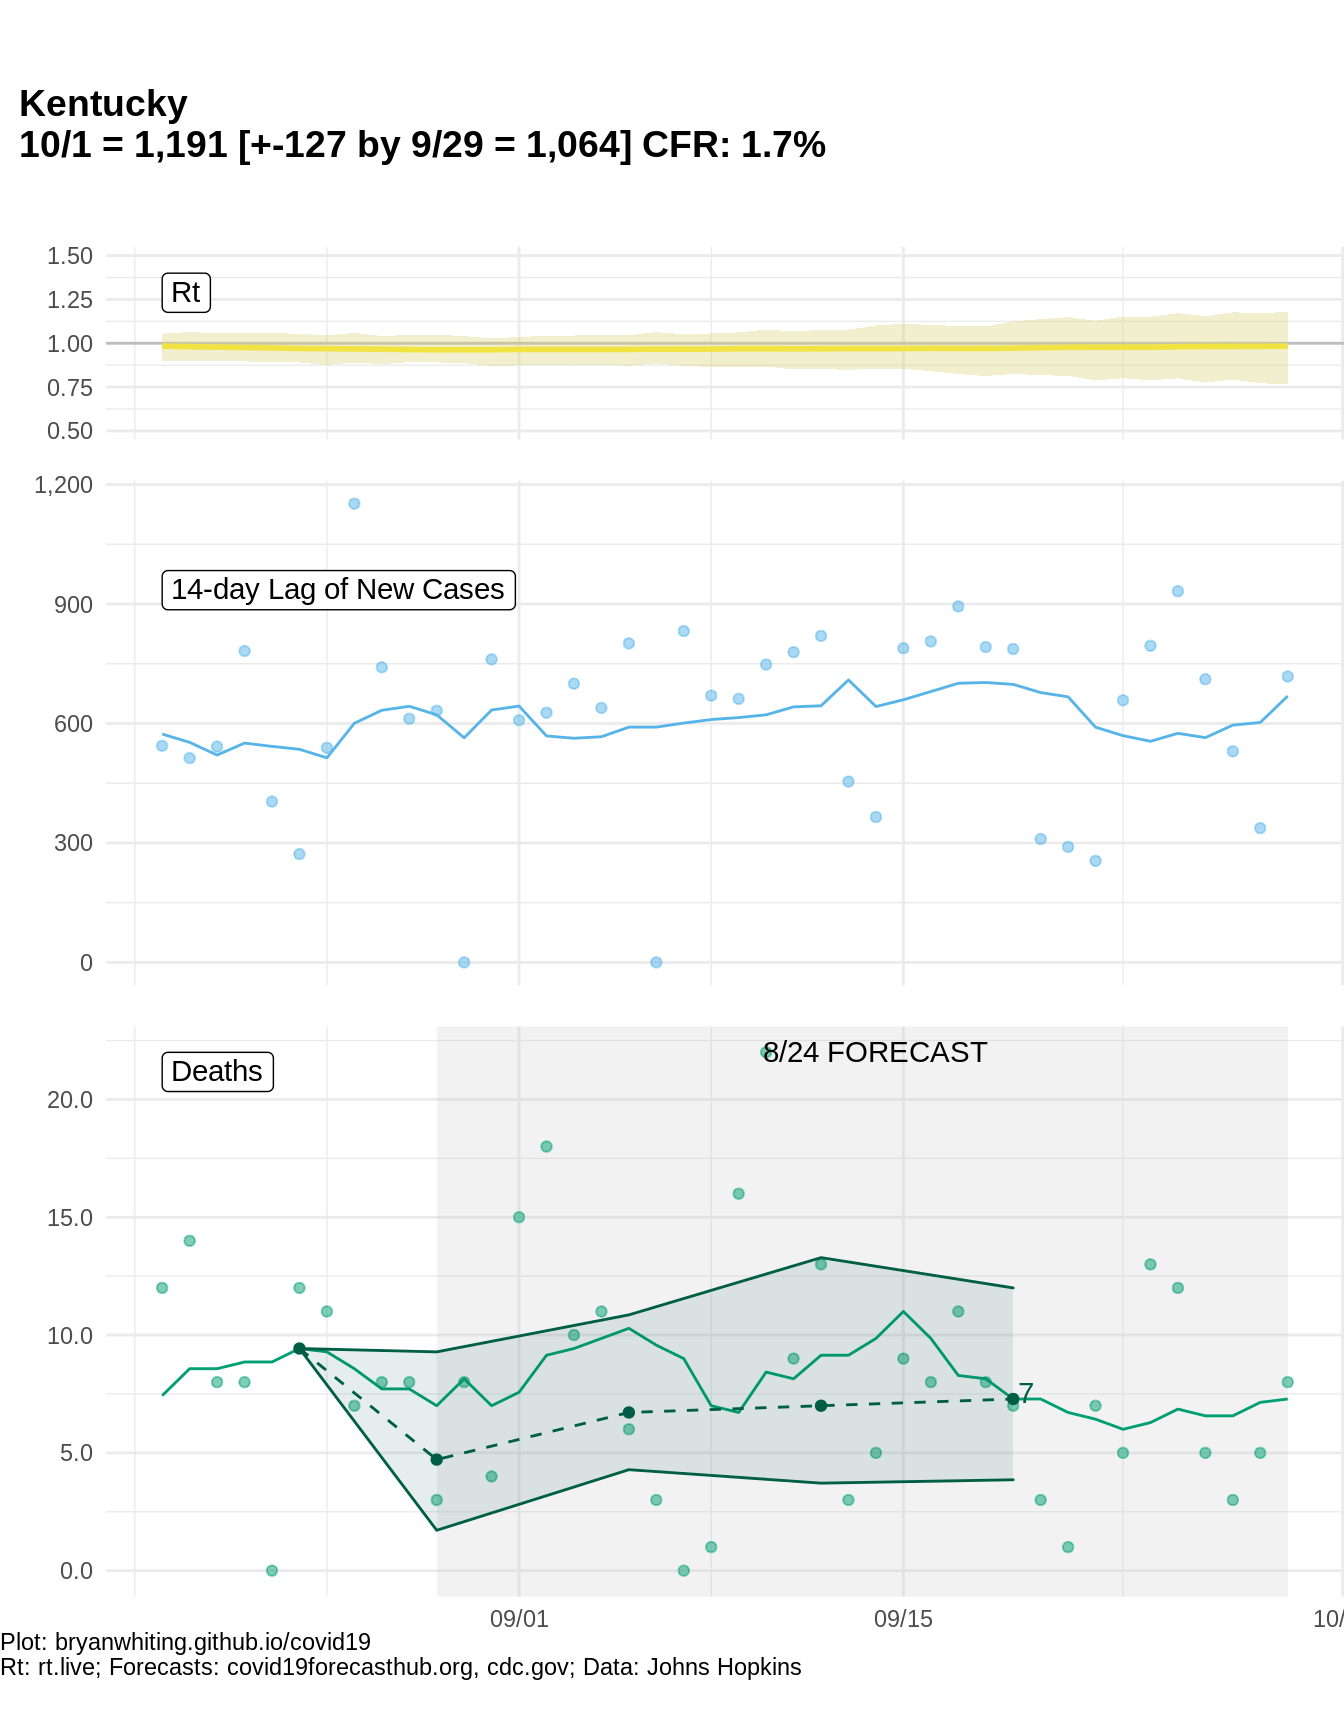 Kentucky
10/1 = 1,191 [+-127 by 9/29 = 1,064] CFR: 1.7%
1.50
Rt
1.25
1.00
0.75
0.50
1,200
14-day Lag of New Cases
900
600
300
0
8/24 FORECAST
Deaths
20.0
15.0
10.0
7
5.0
0.0
09/01
09/15
10/
Plot: bryanwhiting.github.io/covid19
Rt: rt.live; Forecasts: covid19forecasthub.org, cdc.gov; Data: Johns Hopkins